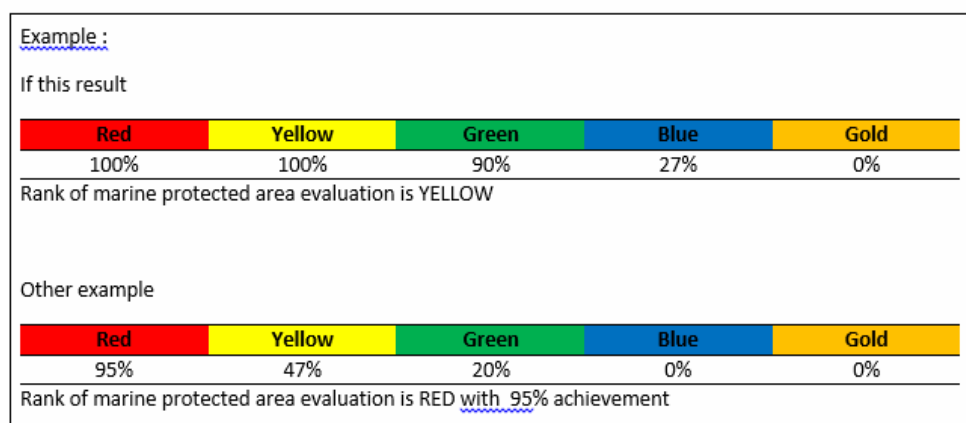 Example :
If this result
Red Yellow Green Blue Gold
100% 100% 90% 27% 0%
Rank of marine protected area evaluation is YELLOW
Other example
Red Yellow Green Blue Gold
95% 47% 20% 0% 0%
Rank of marine protected area evaluation is RED with  95% achievement